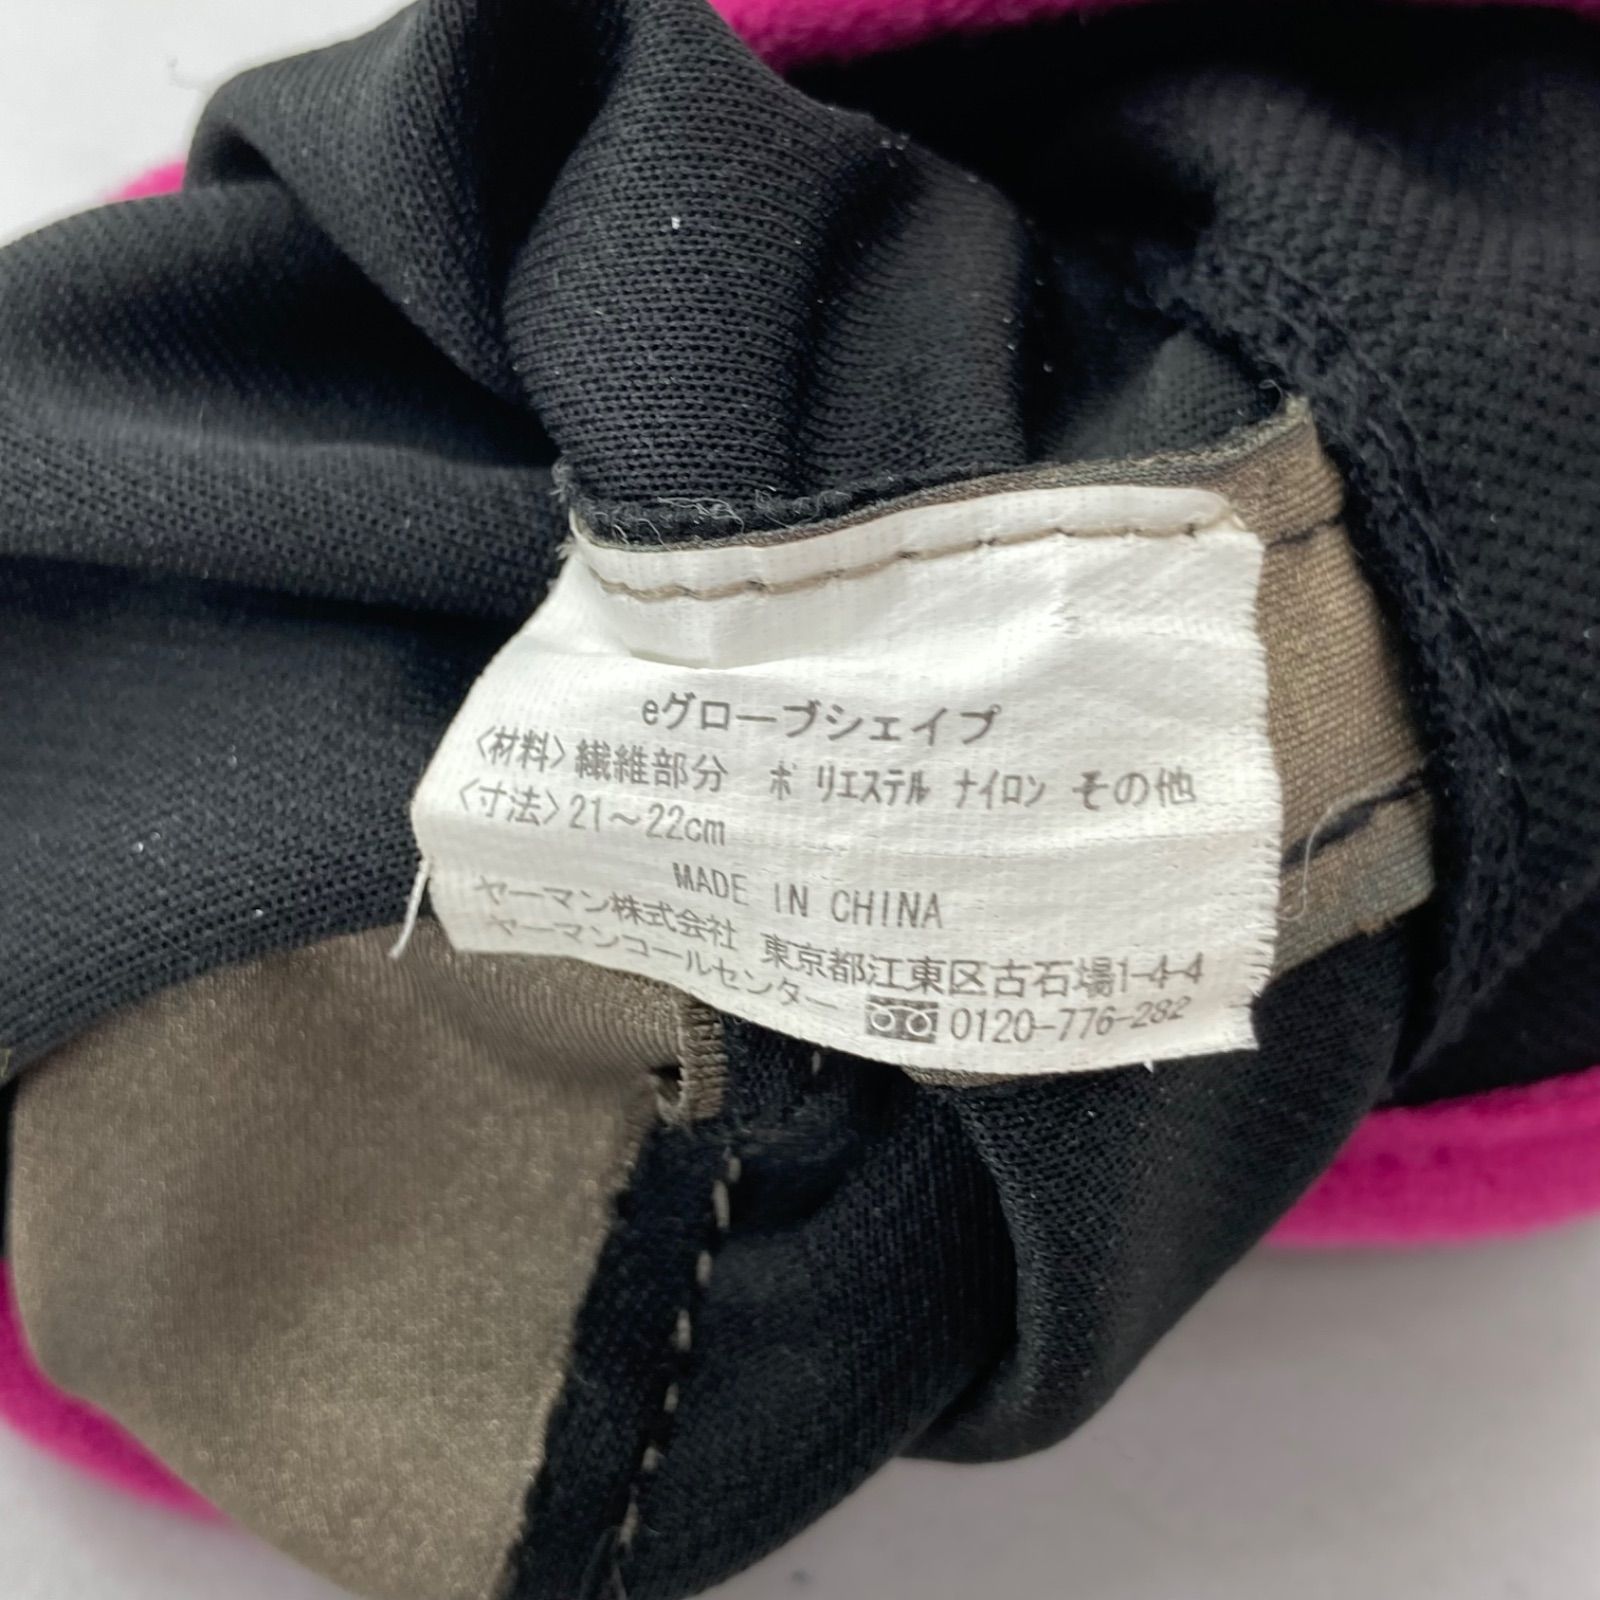 eグローブシェイプ
〈材料〉繊維部分 ポリエステル ナイロン その他
〈寸法〉21～22cm
MADE IN CHINA
ヤーマン株式会社 東京都江東区古石場1-4-4
ヤーマンコールセンター 0120-776-282